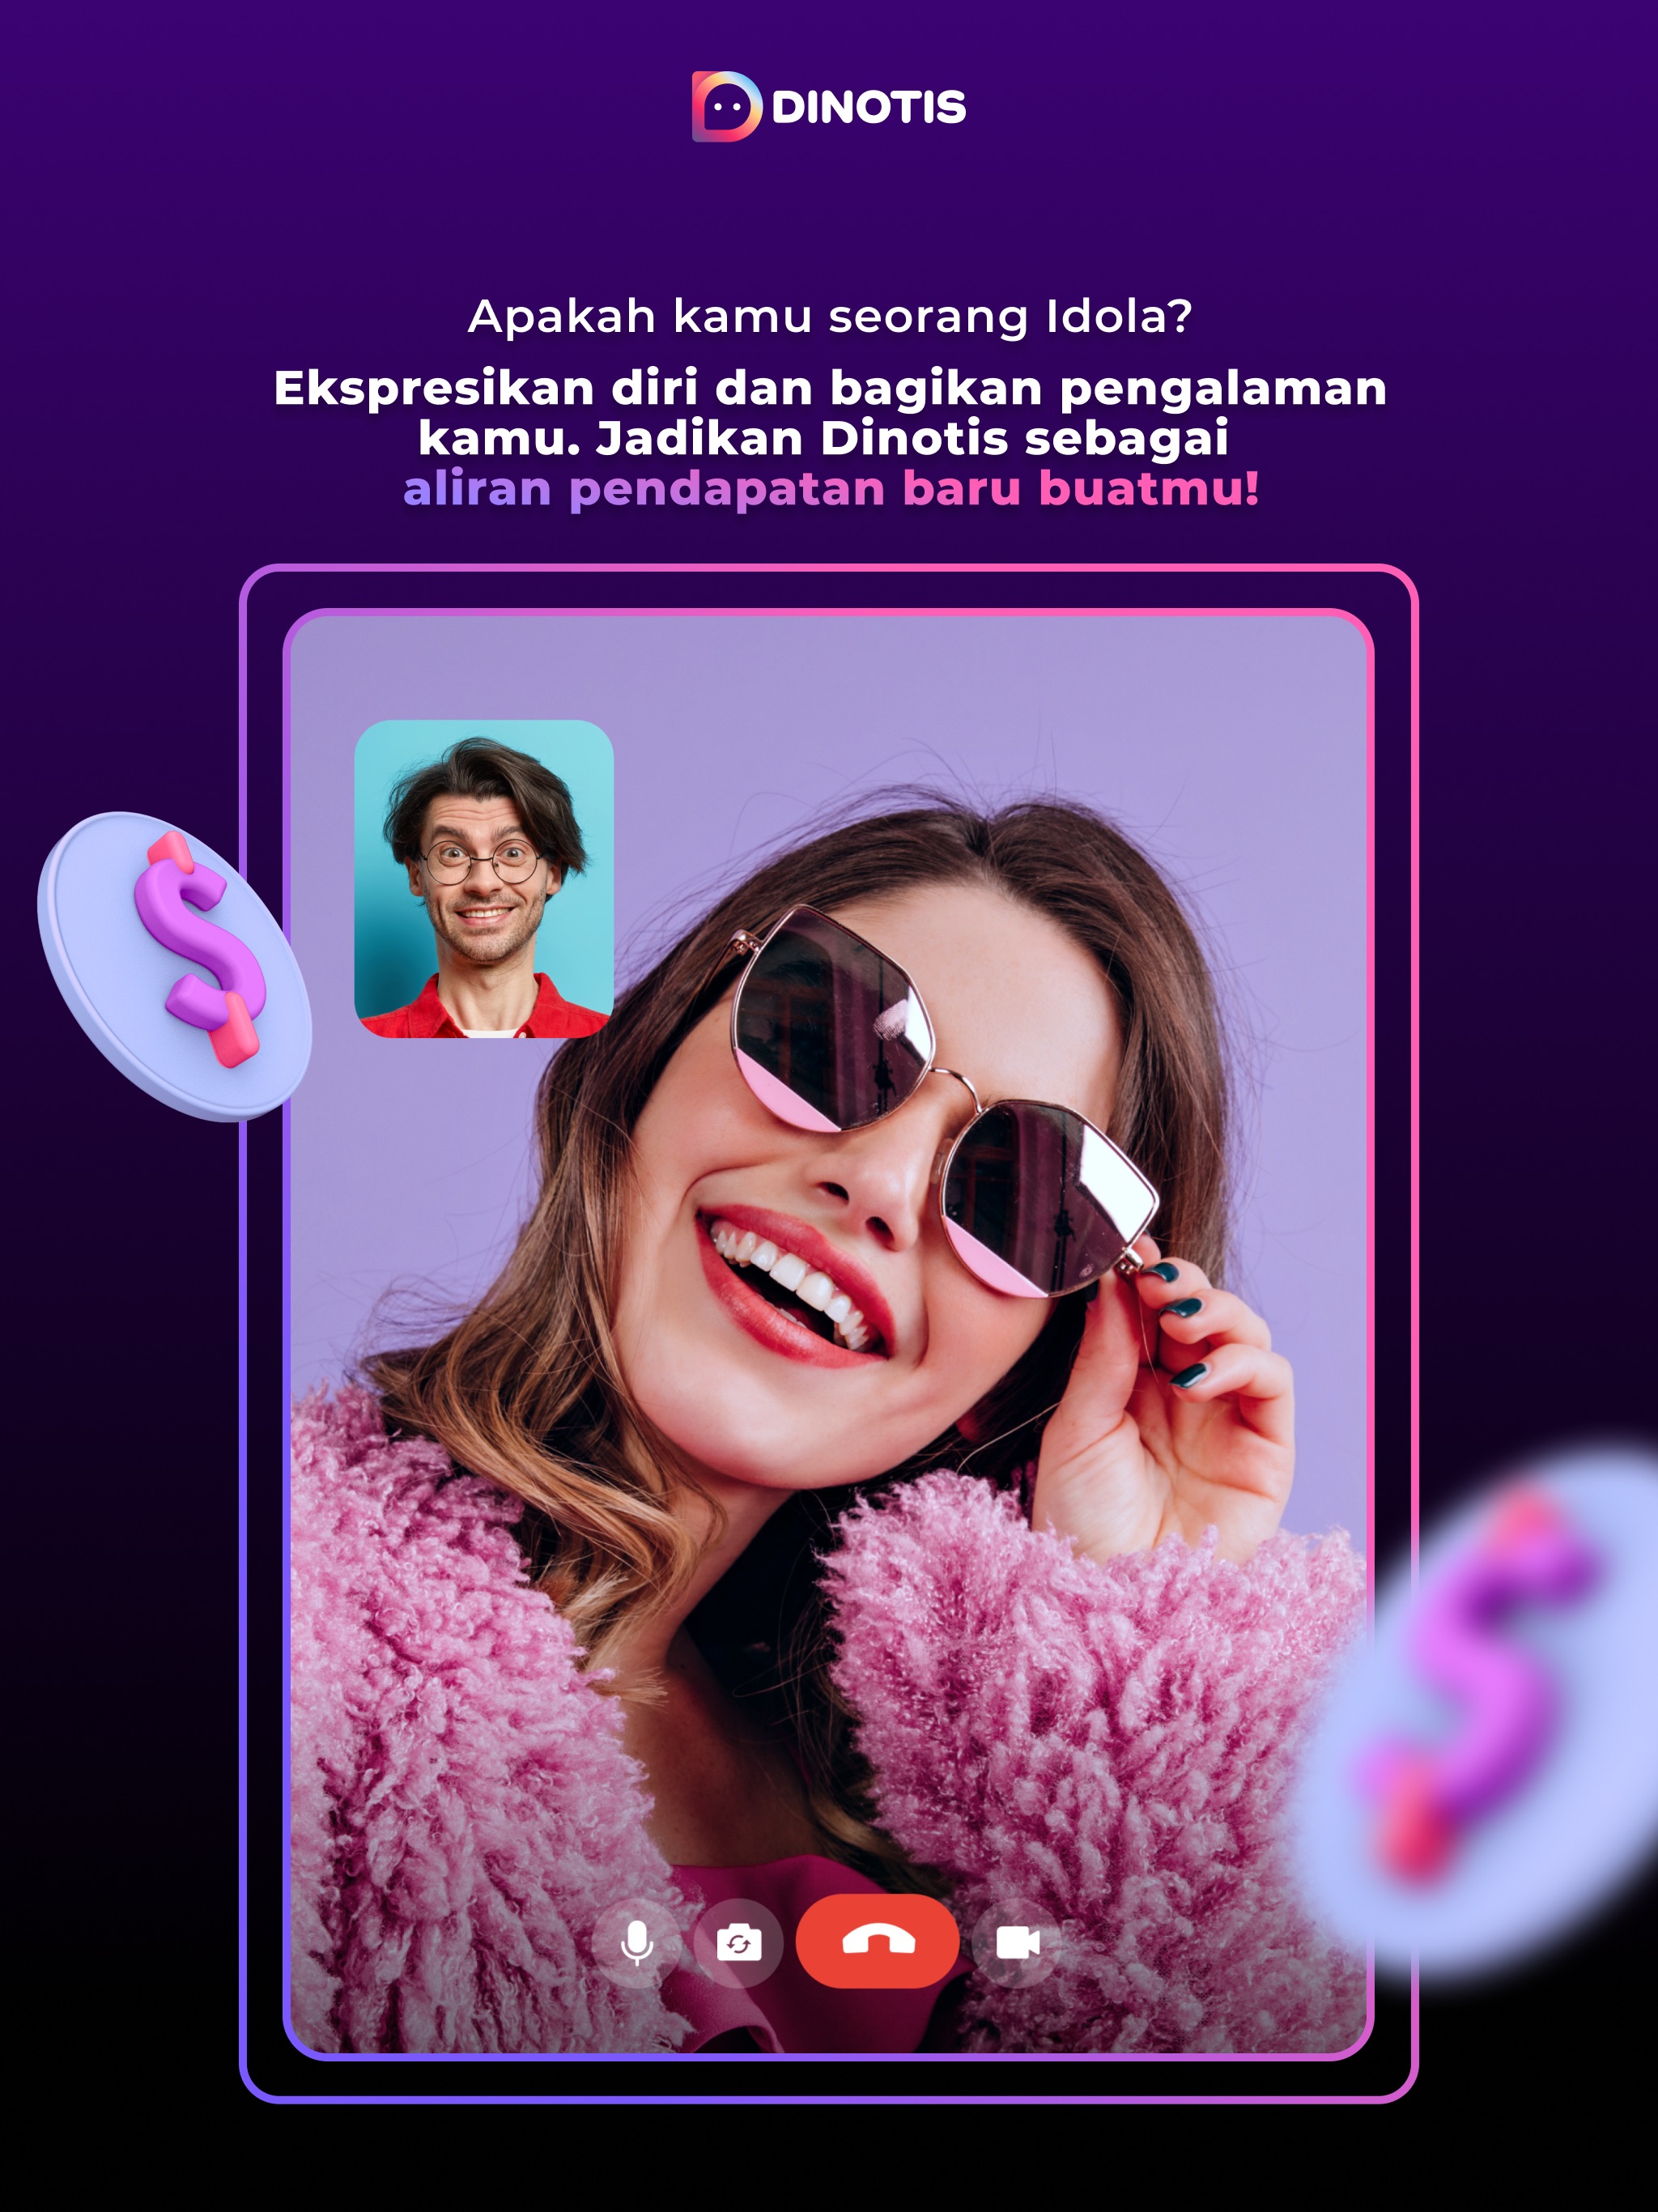 DINOTIS
Apakah kamu seorang Idola?
Ekspresikan diri dan bagikan pengalaman
kamu. Jadikan Dinotis sebagai
aliran pendapatan baru buatmu!